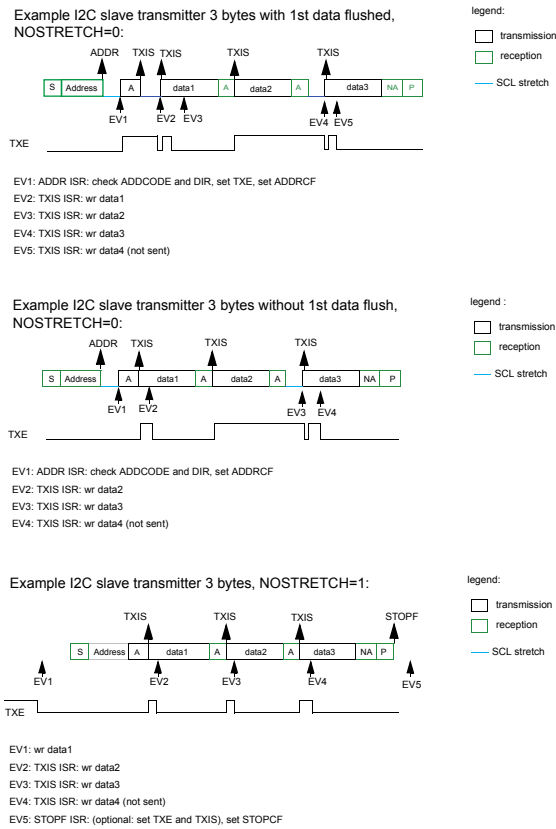 Example I2C slave transmitter 3 bytes with 1st data flushed,
NOSTRETCH=0:
legend:
transmission
reception
SCL stretch
ADDR TXIS TXIS TXIS TXIS
S Address A data1 A data2 A data3 NA P
EV1 EV2 EV3 EV4 EV5
TXE
EV1: ADDR ISR: check ADDCODE and DIR, set TXE, set ADDRCF
EV2: TXIS ISR: wr data1
EV3: TXIS ISR: wr data2
EV4: TXIS ISR: wr data3
EV5: TXIS ISR: wr data4 (not sent)
Example I2C slave transmitter 3 bytes without 1st data flush,
NOSTRETCH=0:
legend :
transmission
reception
SCL stretch
ADDR TXIS TXIS TXIS
S Address A data1 A data2 A data3 NA P
EV1 EV2 EV3 EV4
TXE
EV1: ADDR ISR: check ADDCODE and DIR, set ADDRCF
EV2: TXIS ISR: wr data2
EV3: TXIS ISR: wr data3
EV4: TXIS ISR: wr data4 (not sent)
Example I2C slave transmitter 3 bytes, NOSTRETCH=1:
legend:
transmission
reception
SCL stretch
TXIS TXIS TXIS STOPF
S Address A data1 A data2 A data3 NA P
EV1 EV2 EV3 EV4 EV5
TXE
EV1: wr data1
EV2: TXIS ISR: wr data2
EV3: TXIS ISR: wr data3
EV4: TXIS ISR: wr data4 (not sent)
EV5: STOPF ISR: (optional: set TXE and TXIS), set STOPCF